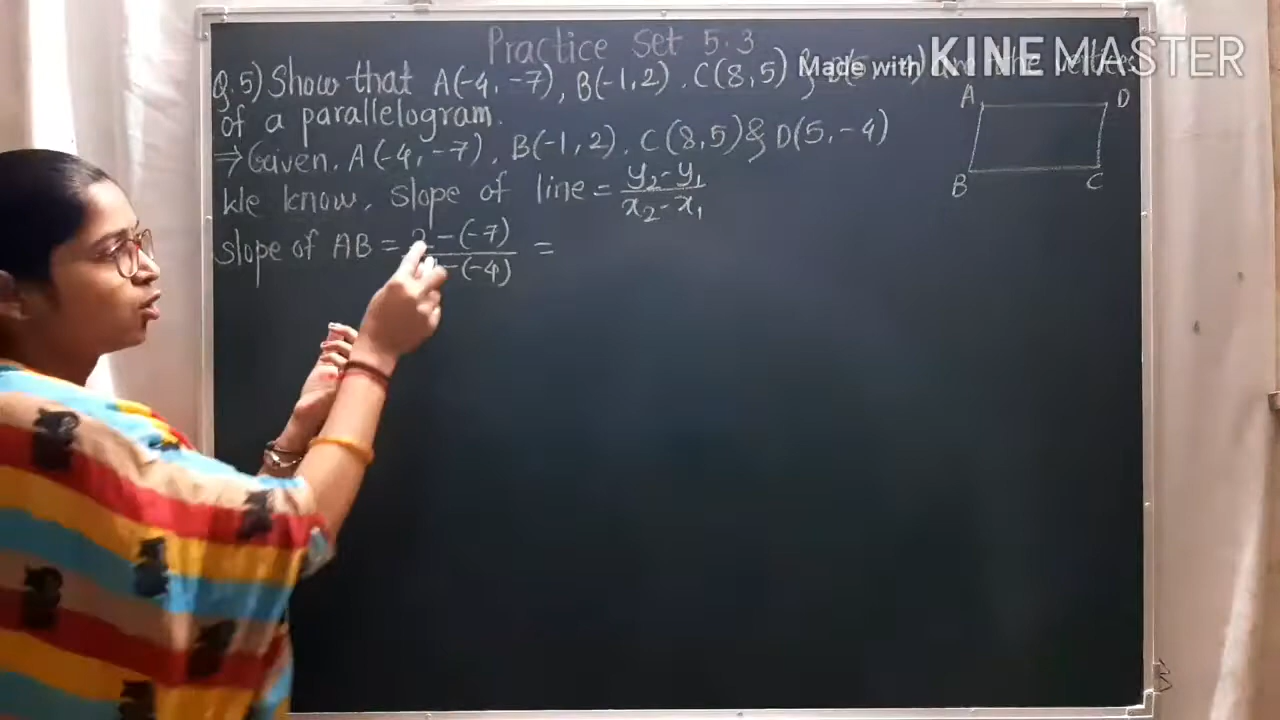 Practice Set 5.3
Made with KINEMASTER
Q.5) Show that A(-4, -7), B(-1, 2), C(8, 5) & vertices
of a parallelogram.
A D
⇒ Given, A(-4, -7), B(-1, 2), C(8, 5) & D(5, -4)
B C
We know, slope of line = y₂-y₁ / x₂-x₁
slope of AB = 2-(-7) / -(-4) =